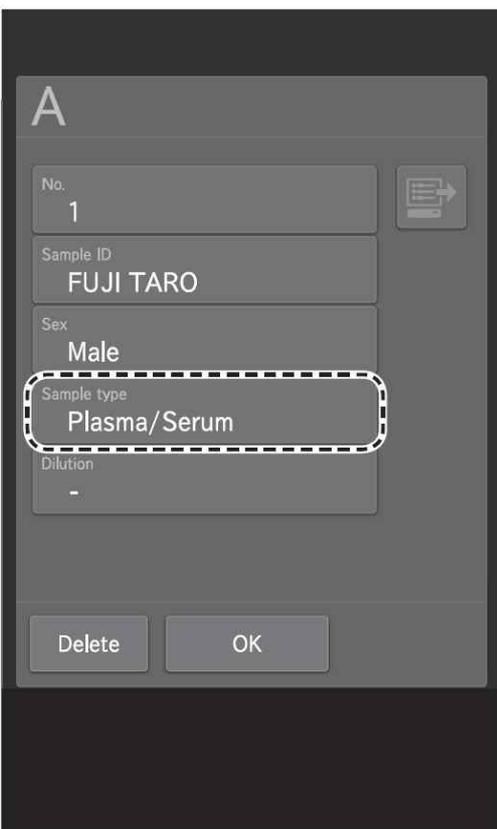 A
No.
1
Sample ID
FUJI TARO
Sex
Male
Sample type
Plasma/Serum
Dilution
-
Delete
OK